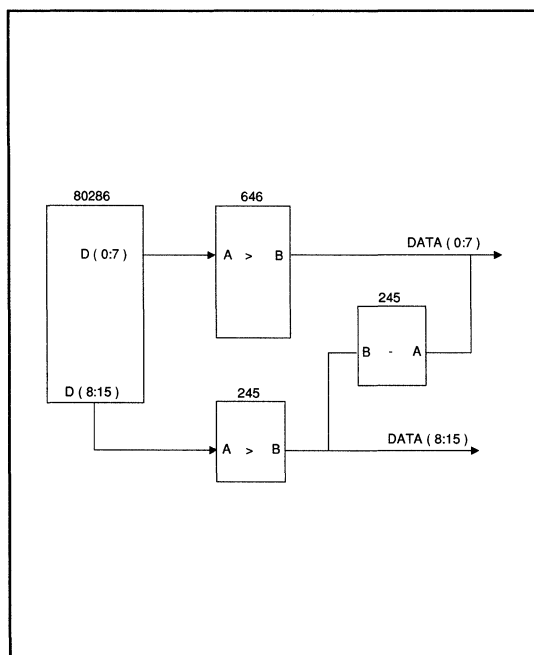 80286
646
D ( 0:7 )
A > B
DATA ( 0:7 )
245
B - A
D ( 8:15 )
245
A > B
DATA ( 8:15 )